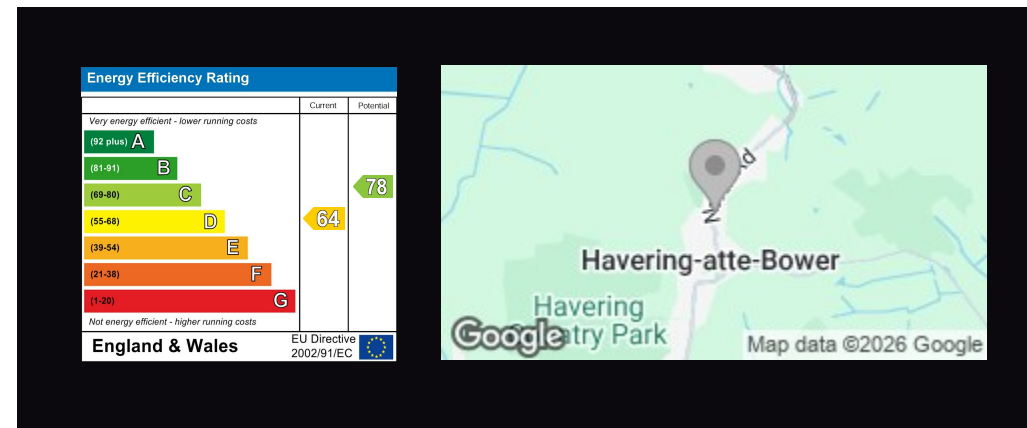 Energy Efficiency Rating
Current Potential
Very energy efficient - lower running costs
(92 plus) A
(81-91) B
(69-80) C
78
(55-68) D
64
(39-54) E
(21-38) F
(1-20) G
Not energy efficient - higher running costs
England & Wales
EU Directive
2002/91/EC
Havering-atte-Bower
Havering
Park
Google
Map data ©2026 Google